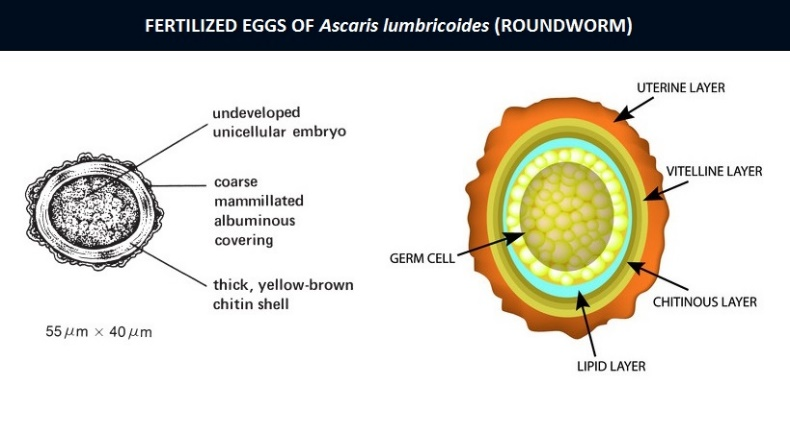 FERTILIZED EGGS OF Ascaris lumbricoides (ROUNDWORM)
undeveloped
unicellular embryo
coarse
mammillated
albuminous
covering
thick, yellow-brown
chitin shell
55 μm × 40 μm
UTERINE LAYER
VITELLINE LAYER
GERM CELL
CHITINOUS LAYER
LIPID LAYER